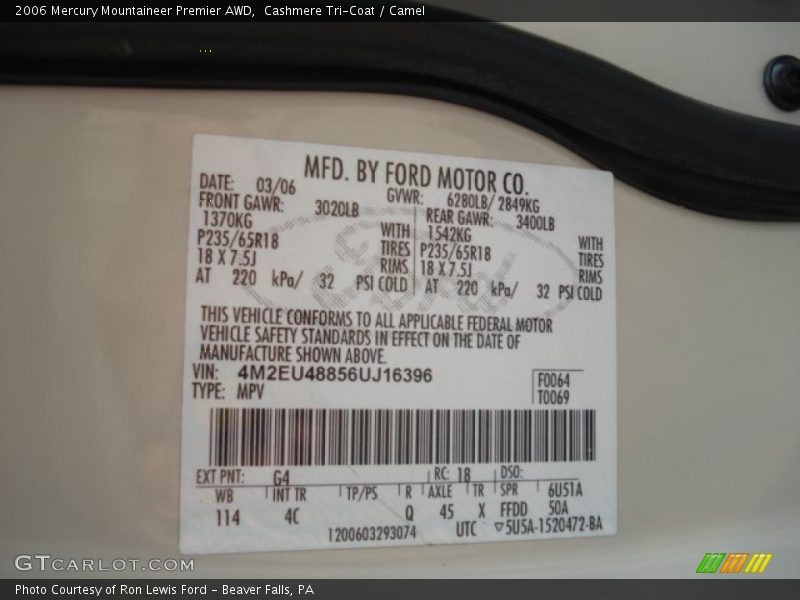 2006 Mercury Mountaineer Premier AWD,  Cashmere Tri-Coat / Camel
MFD. BY FORD MOTOR CO.
DATE: 03/06 GVWR: 6280LB/ 2849KG
FRONT GAWR: 3020LB REAR GAWR: 3400LB
1370KG WITH 1542KG WITH
P235/65R18 TIRES P235/65R18 TIRES
18 X 7.5J RIMS 18 X 7.5J RIMS
AT 220 kPa/ 32 PSI COLD AT 220 kPa/ 32 PSI COLD
THIS VEHICLE CONFORMS TO ALL APPLICABLE FEDERAL MOTOR
VEHICLE SAFETY STANDARDS IN EFFECT ON THE DATE OF
MANUFACTURE SHOWN ABOVE.
VIN: 4M2EU48856UJ16396 F0064
TYPE: MPV T0069
EXT PNT: G4 RC: 18 DSO:
WB INT TR TP/PS R AXLE TR SPR 6U51A
114 4C Q 45 X FFDD 50A
1200603293074 UTC ▽5U5A-1520472-BA
GTCARLOT.COM
Photo Courtesy of Ron Lewis Ford - Beaver Falls, PA